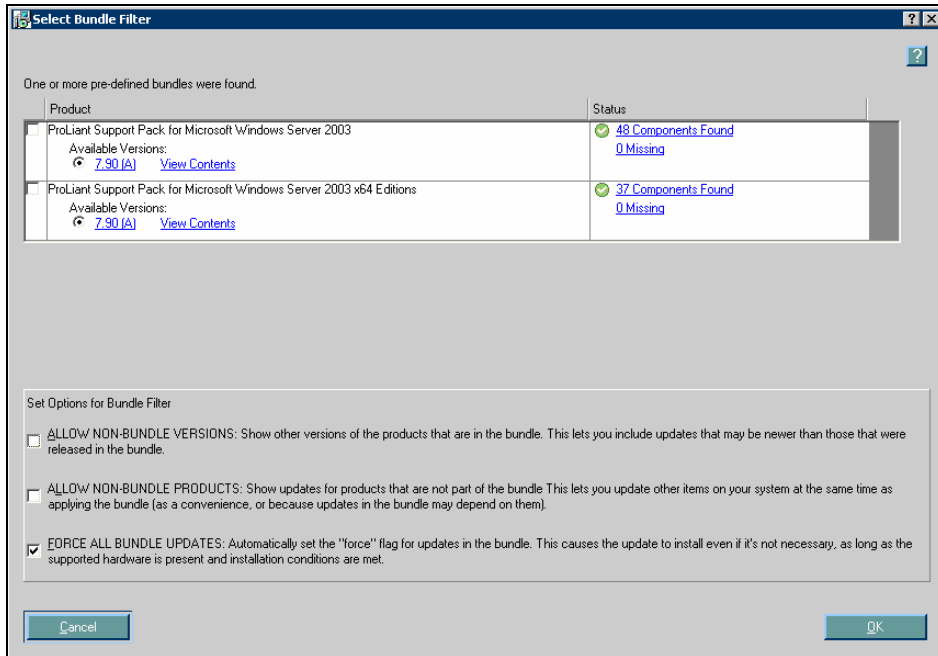 Select Bundle Filter
? X
?
One or more pre-defined bundles were found.
Product Status
ProLiant Support Pack for Microsoft Windows Server 2003 48 Components Found
Available Versions: 0 Missing
7.90 (A) View Contents
ProLiant Support Pack for Microsoft Windows Server 2003 x64 Editions 37 Components Found
Available Versions: 0 Missing
7.90 (A) View Contents
Set Options for Bundle Filter
ALLOW NON-BUNDLE VERSIONS: Show other versions of the products that are in the bundle. This lets you include updates that may be newer than those that were
released in the bundle.
ALLOW NON-BUNDLE PRODUCTS: Show updates for products that are not part of the bundle This lets you update other items on your system at the same time as
applying the bundle (as a convenience, or because updates in the bundle may depend on them).
FORCE ALL BUNDLE UPDATES: Automatically set the "force" flag for updates in the bundle. This causes the update to install even if it's not necessary, as long as the
supported hardware is present and installation conditions are met.
Cancel OK